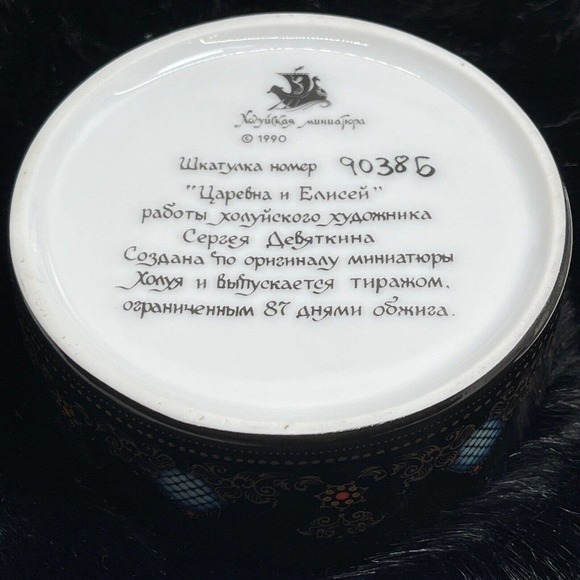 Холуйская миниатюра
© 1990
Шкатулка номер 9038Б
"Царевна и Елисей"
работы холуйского художника
Сергея Девяткина
Создана по оригиналу миниатюры
Холуя и выпускается тиражом,
ограниченным 87 днями обжига.